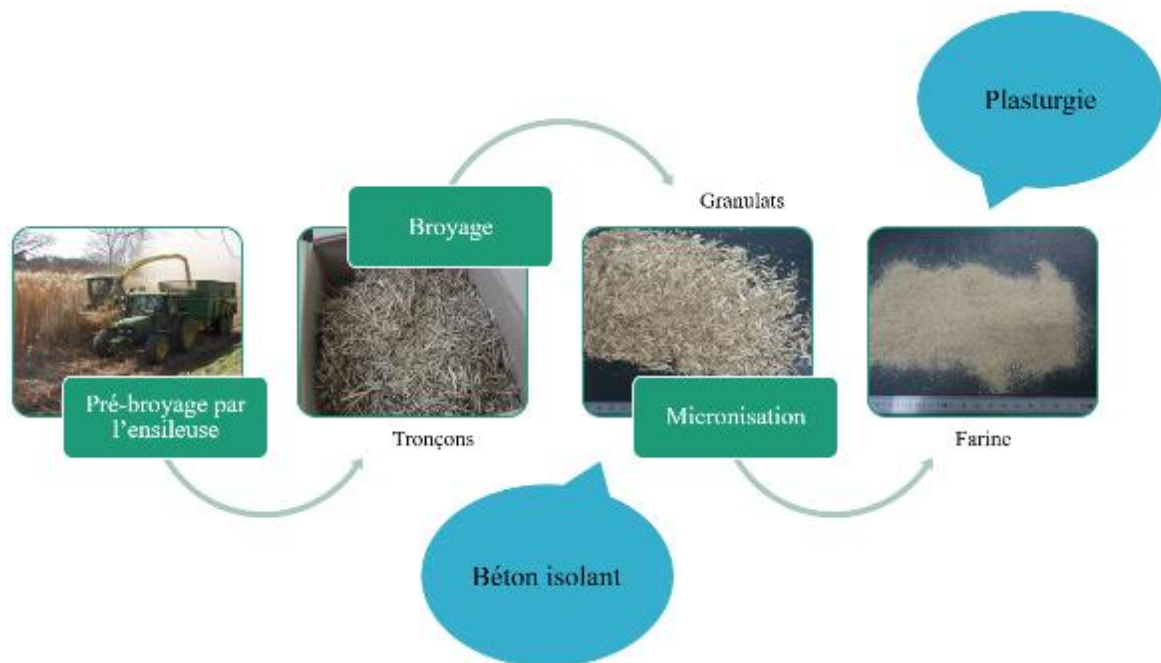 Plasturgie
Broyage
Granulats
Pré-broyage par
l'ensileuse
Tronçons
Micronisation
Farine
Béton isolant